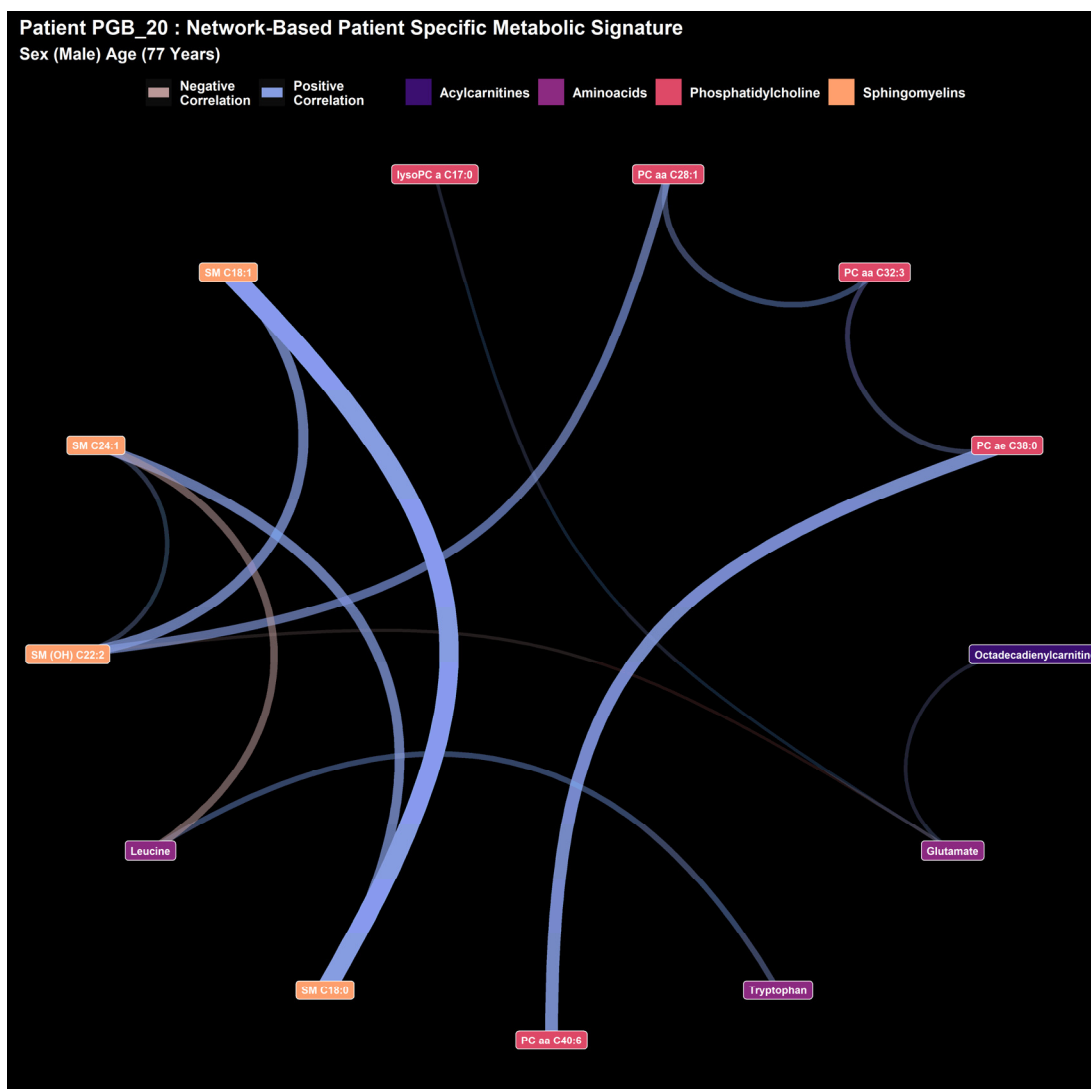 Patient PGB_20 : Network-Based Patient Specific Metabolic Signature
Sex (Male) Age (77 Years)
Negative Correlation
Positive Correlation
Acylcarnitines
Aminoacids
Phosphatidylcholine
Sphingomyelins
lysoPC a C17:0
PC aa C28:1
SM C18:1
PC aa C32:3
SM C24:1
PC ae C38:0
SM (OH) C22:2
Octadecadienylcarnitine
Leucine
Glutamate
SM C18:0
Tryptophan
PC aa C40:6